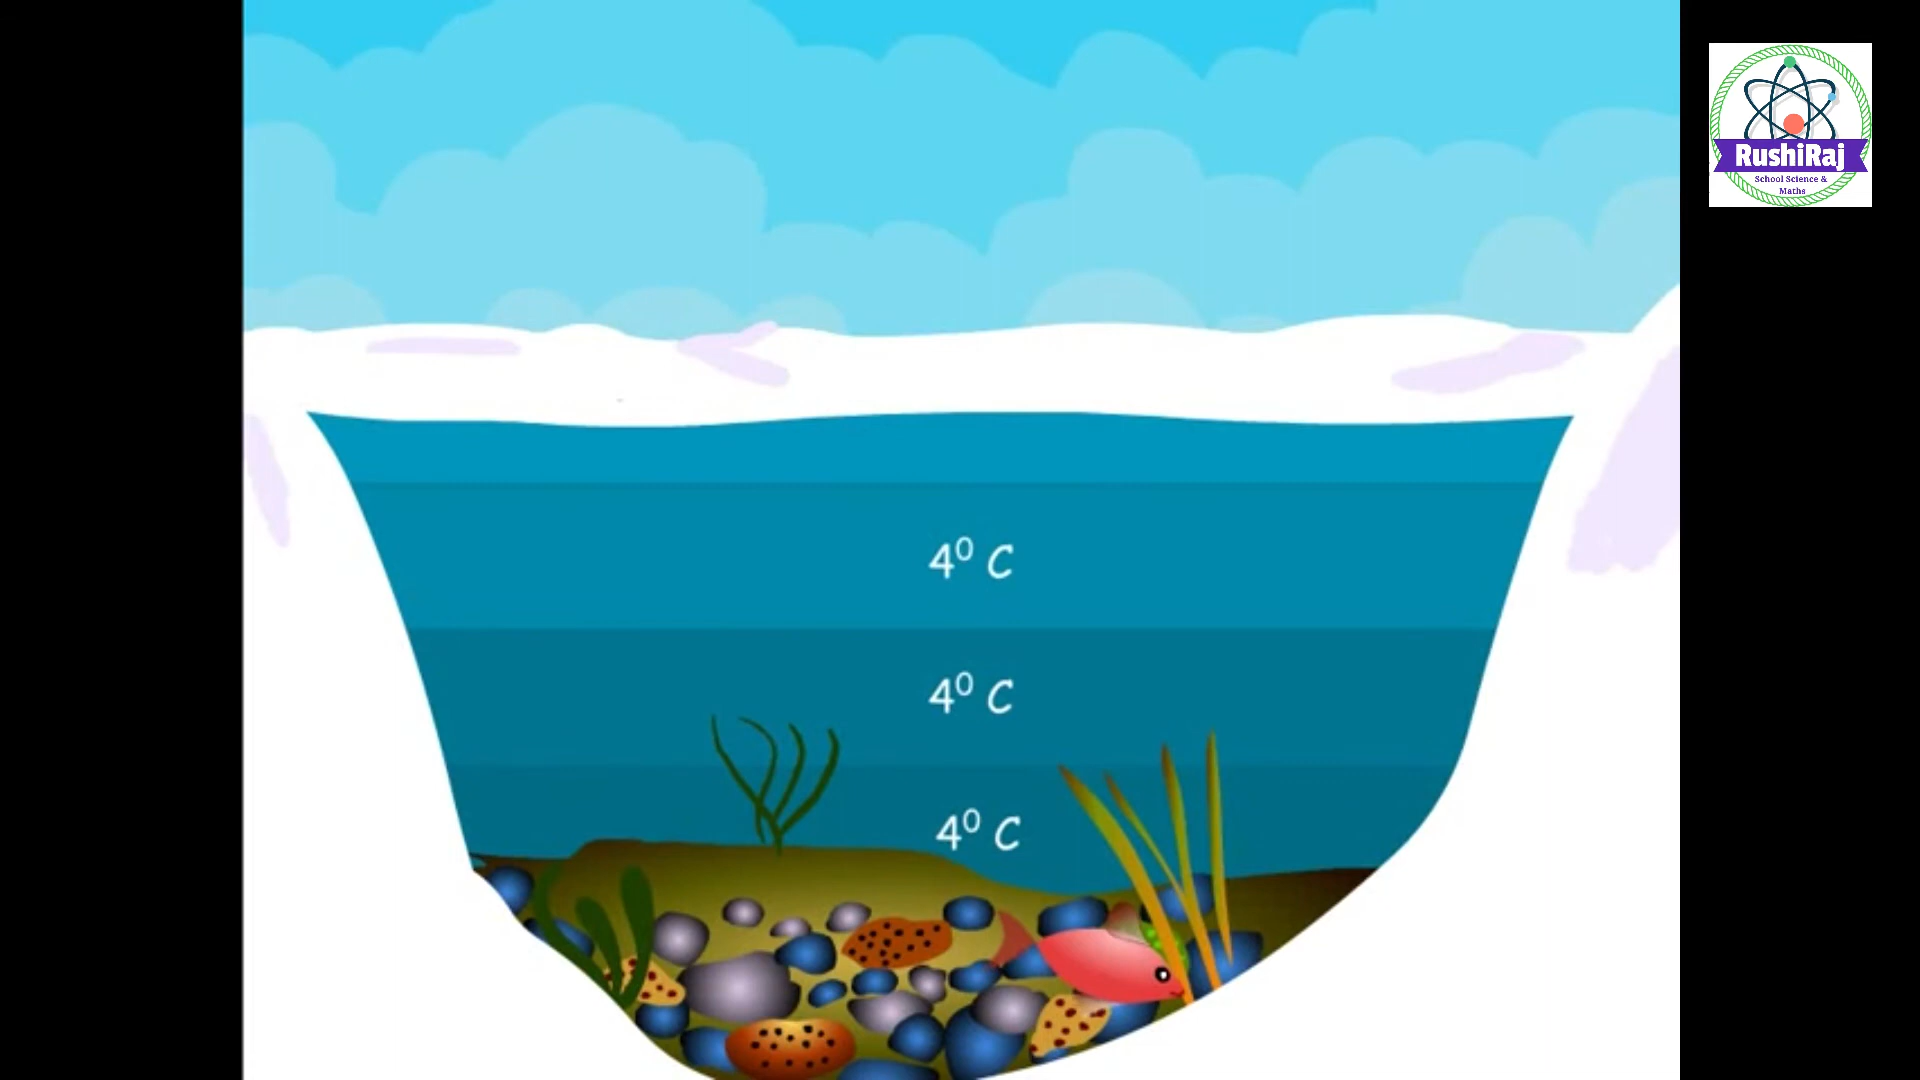 RushiRaj
School Science &
Maths
4⁰ C
4⁰ C
4⁰ C